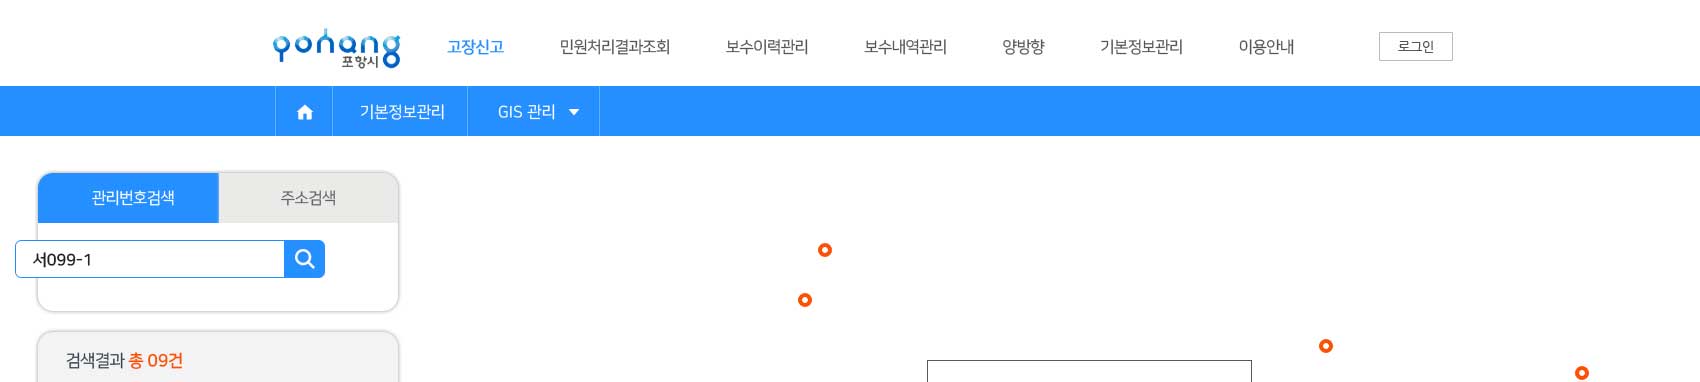 pohang
포항시
고장신고 민원처리결과조회 보수이력관리 보수내역관리 양방향 기본정보관리 이용안내 로그인
기본정보관리 GIS 관리
관리번호검색 주소검색
서099-1
검색결과 총 09건